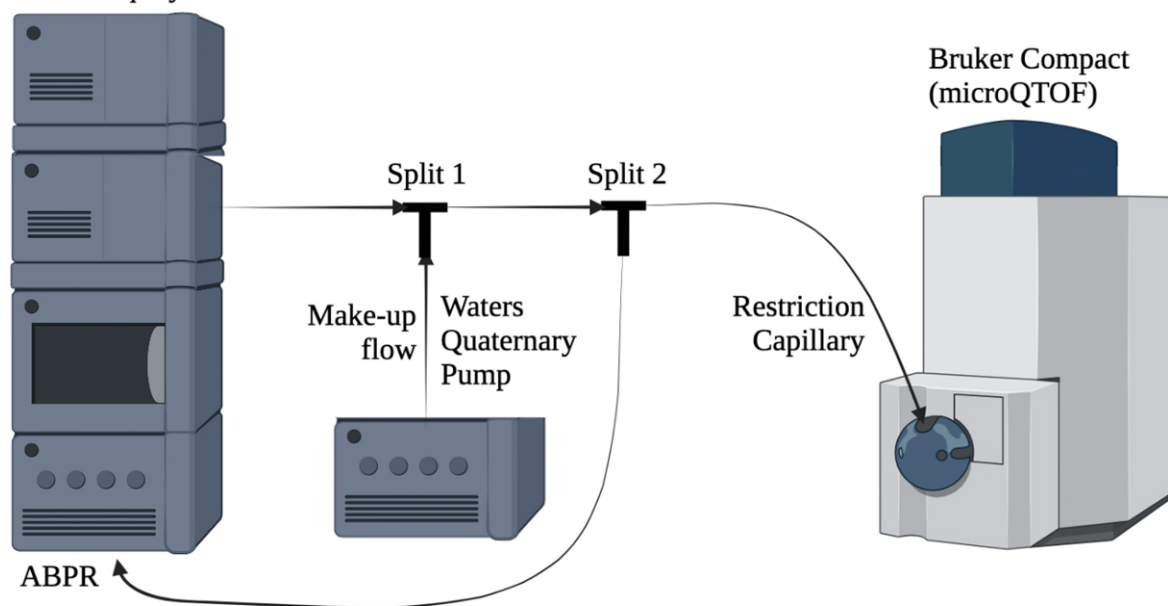 Bruker Compact
(microQTOF)
Split 1
Split 2
Make-up
flow
Waters
Quaternary
Pump
Restriction
Capillary
ABPR